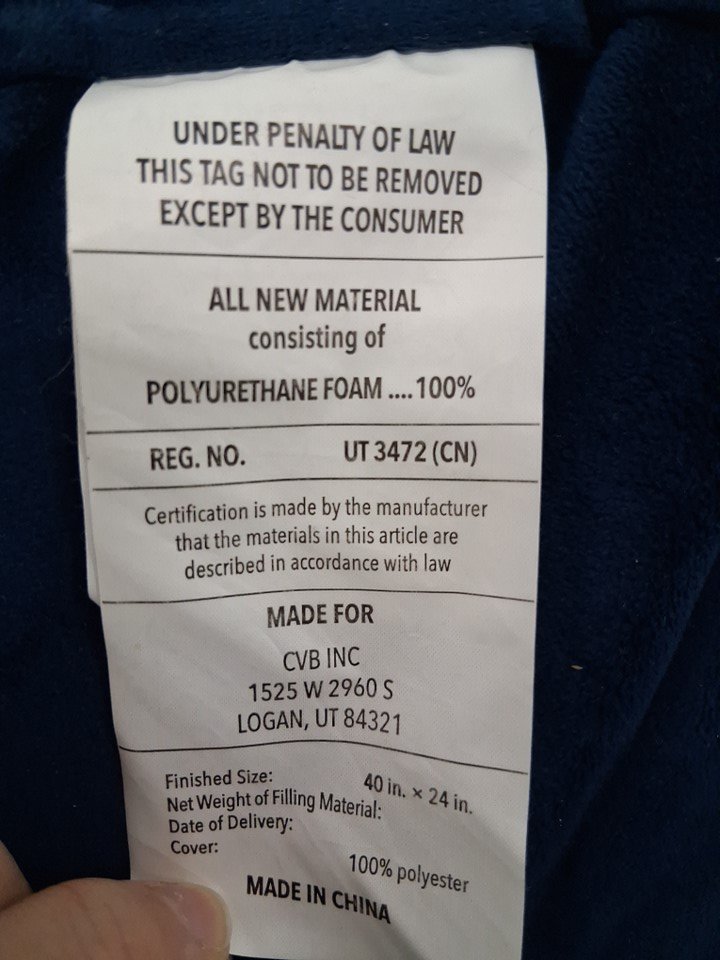 UNDER PENALTY OF LAW
THIS TAG NOT TO BE REMOVED
EXCEPT BY THE CONSUMER
ALL NEW MATERIAL
consisting of
POLYURETHANE FOAM ....100%
REG. NO. UT 3472 (CN)
Certification is made by the manufacturer
that the materials in this article are
described in accordance with law
MADE FOR
CVB INC
1525 W 2960 S
LOGAN, UT 84321
Finished Size: 40 in. × 24 in.
Net Weight of Filling Material:
Date of Delivery:
Cover: 100% polyester
MADE IN CHINA